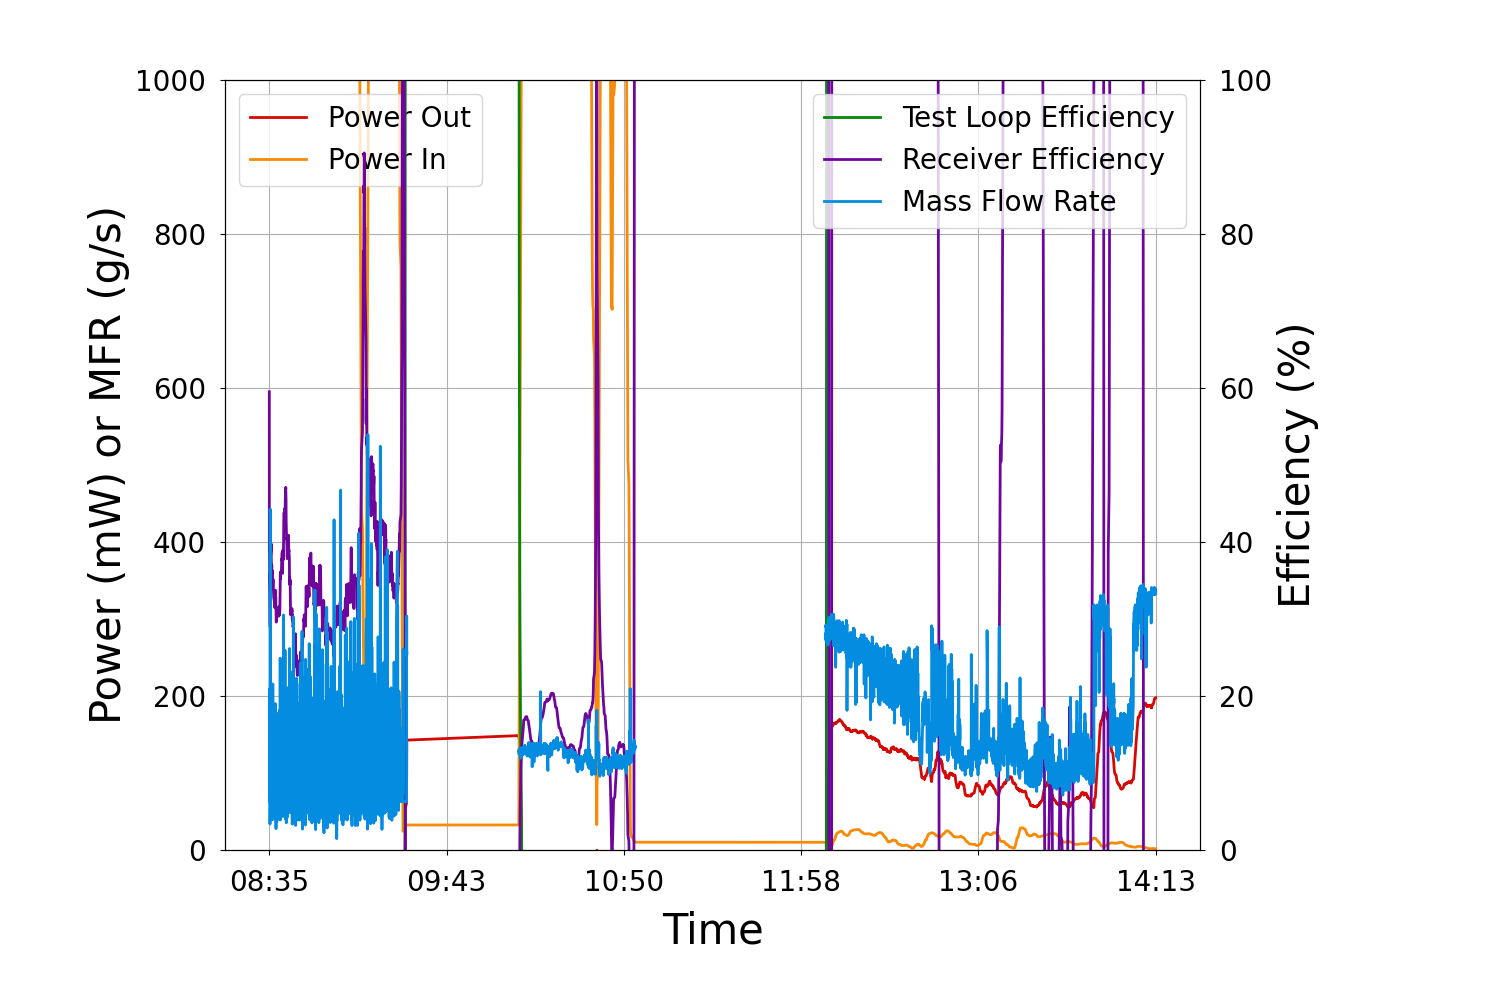 1000
800
600
400
200
0
Power (mW) or MFR (g/s)
Power Out
Power In
Test Loop Efficiency
Receiver Efficiency
Mass Flow Rate
100
80
60
40
20
0
Efficiency (%)
08:35 09:43 10:50 11:58 13:06 14:13
Time